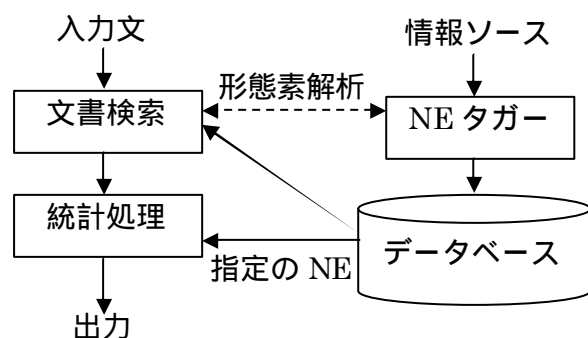 入力文
情報ソース
形態素解析
文書検索
NE タガー
統計処理
データベース
指定の NE
出力